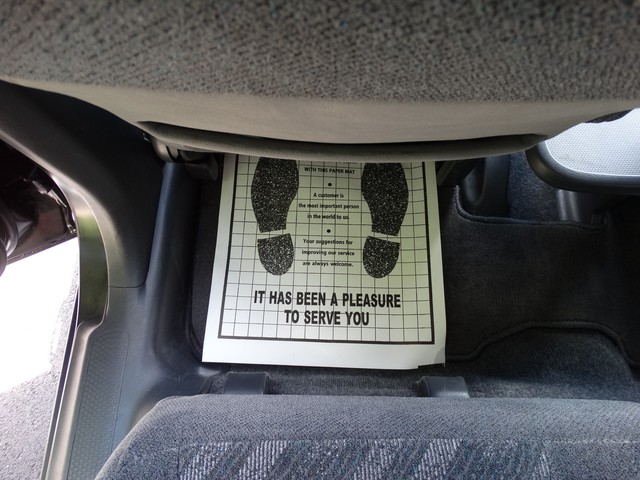 WITH THIS PAPER MAT
A customer is
the most important person
in the world to us.
Your suggestions for
improving our service
are always welcome.
IT HAS BEEN A PLEASURE
TO SERVE YOU